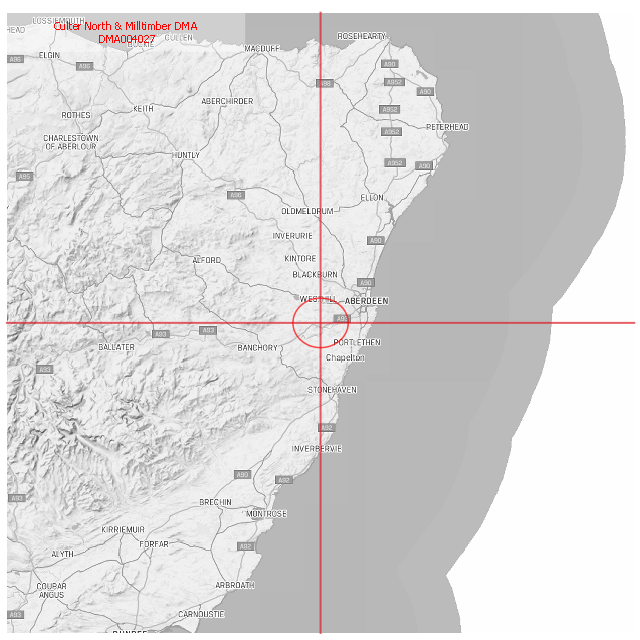 LOSSIEMOUTH
Culter North & Milltimber DMA
HEAD
DMA004027
CULLEN
ROSEHEARTY
BUCKIE
MACDUFF
ELGIN
A96
A96
A90
A98
A952
A90
ABERCHIRDER
KEITH
A952
ROTHES
PETERHEAD
A952
CHARLESTOWN
OF ABERLOUR
HUNTLY
A952
A90
A95
A96
ELLON
OLDMELDRUM
INVERURIE
A90
KINTORE
ALFORD
BLACKBURN
A90
WESTHILL
ABERDEEN
A93
A93
PORTLETHEN
BALLATER
BANCHORY
Chapelton
A93
STONEHAVEN
A92
INVERBERVIE
A90
A92
A93
BRECHIN
MONTROSE
KIRRIEMUIR
FORFAR
A92
ALYTH
COUPAR
ANGUS
ARBROATH
A93
CARNOUSTIE
DUNDEE